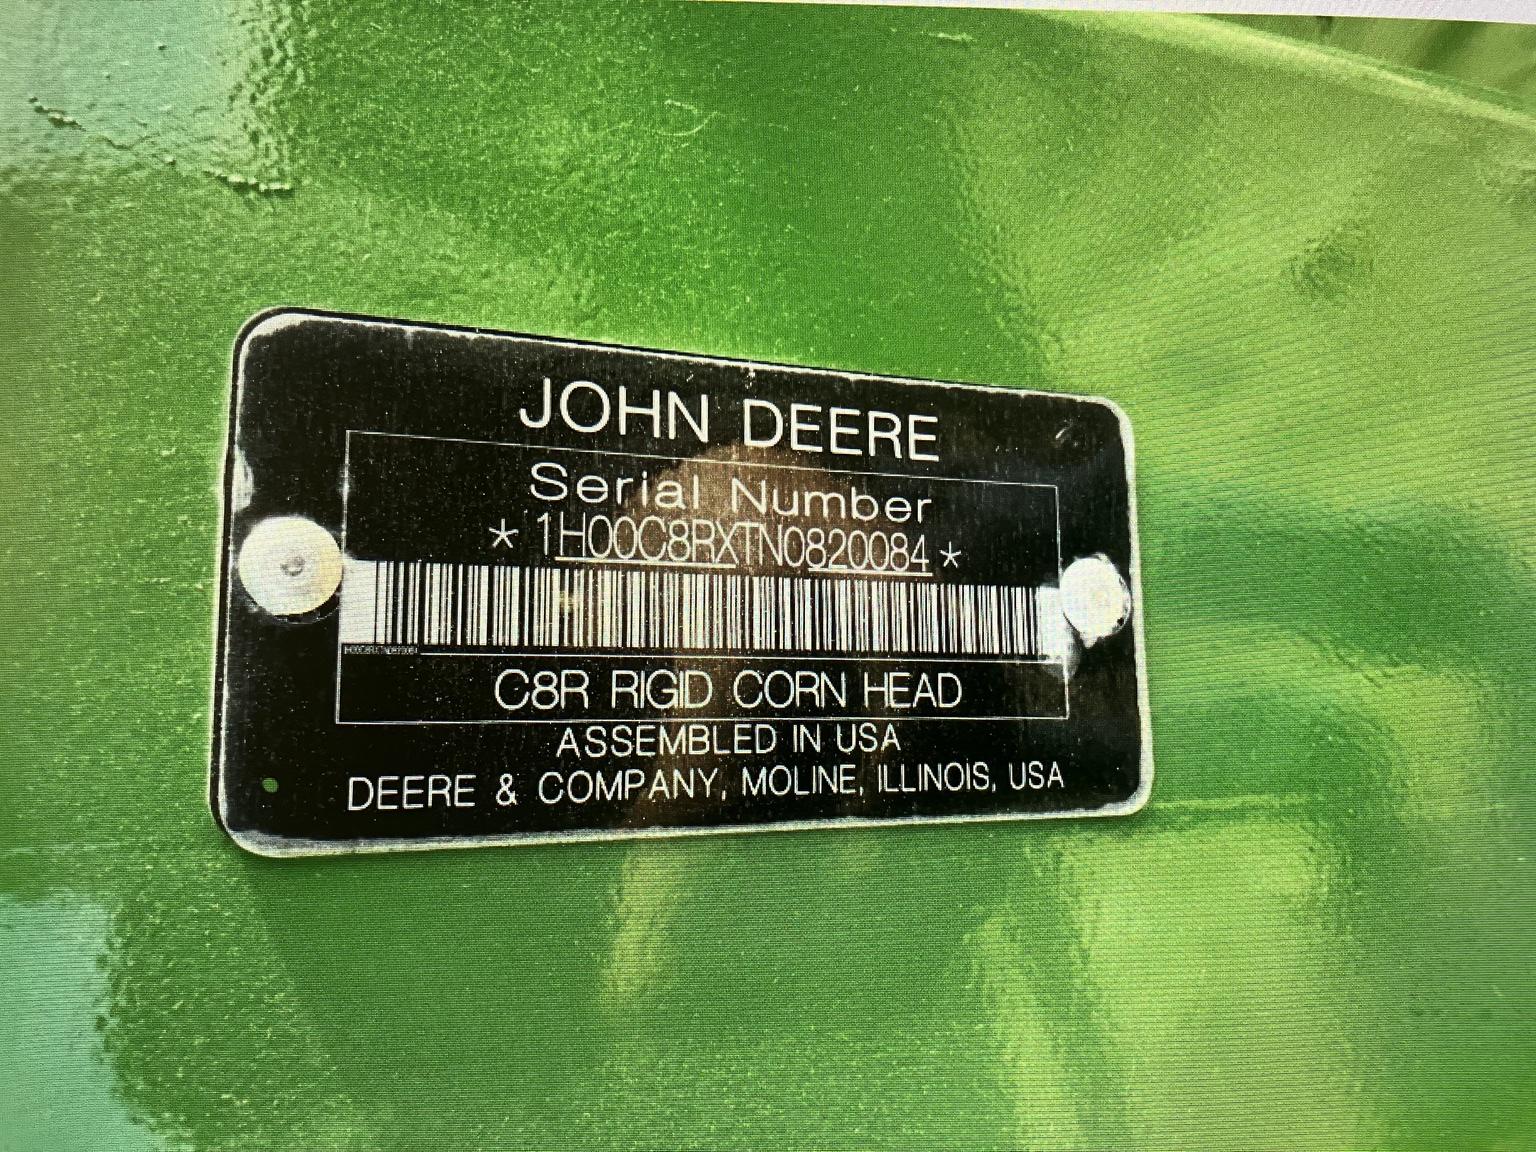 JOHN DEERE
Serial Number
* 1H00C8RXTN0820084 *
C8R RIGID CORN HEAD
ASSEMBLED IN USA
DEERE & COMPANY, MOLINE, ILLINOIS, USA